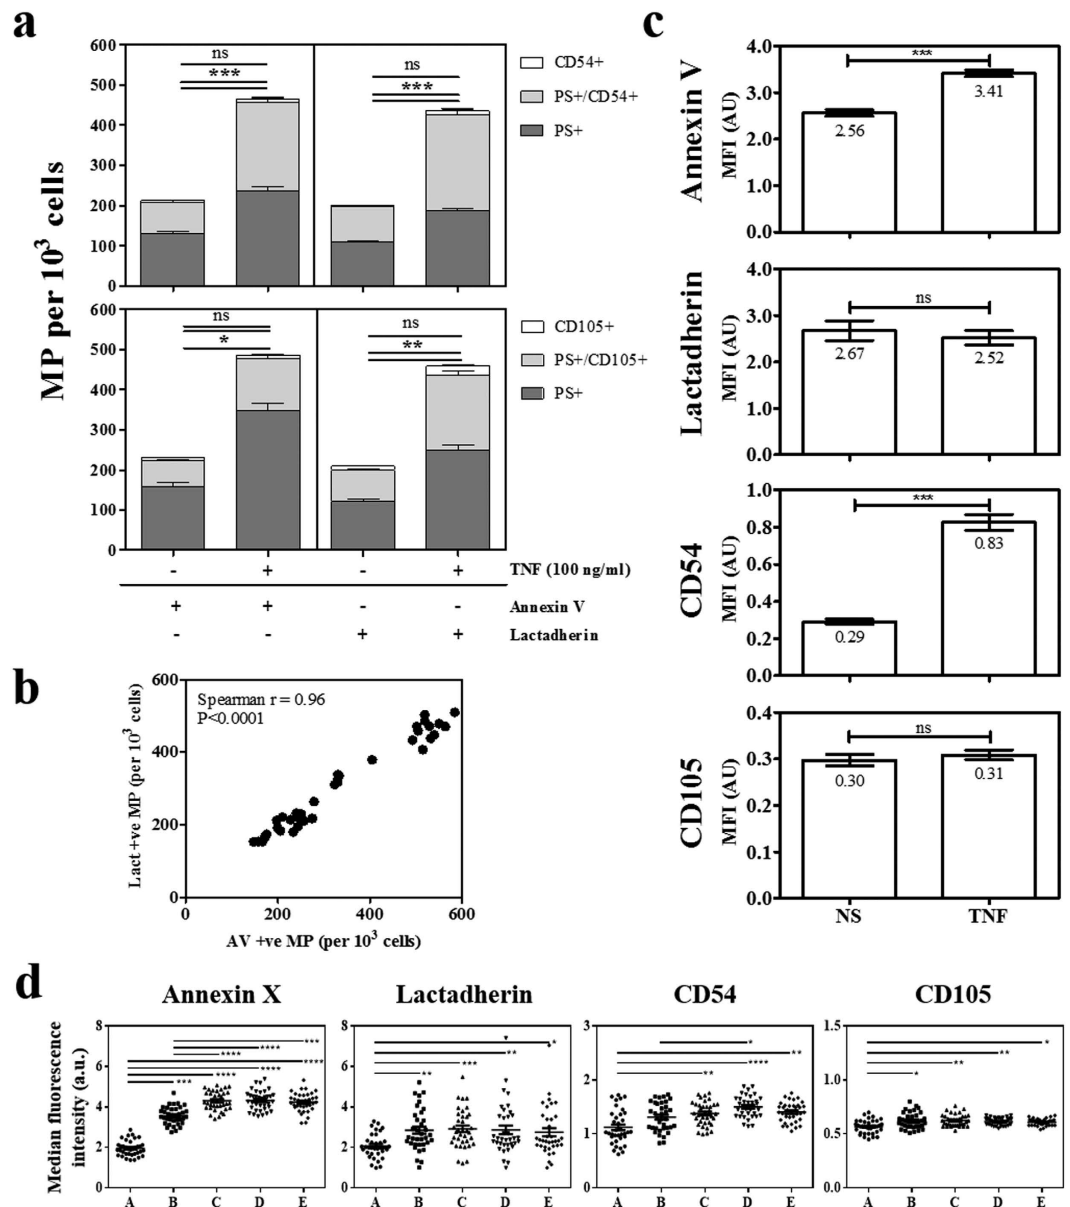 a
MP per 10³ cells
600
500
400
300
200
100
0
ns
***
ns
***
CD54+
PS+/CD54+
PS+
600
500
400
300
200
100
0
ns
*
ns
**
CD105+
PS+/CD105+
PS+
- + - + TNF (100 ng/ml)
+ + - - Annexin V
- - + + Lactadherin
b
Lact +ve MP (per 10³ cells)
600
400
200
0
Spearman r = 0.96
P<0.0001
0 200 400 600
AV +ve MP (per 10³ cells)
c
Annexin V
MFI (AU)
4.0
3.0
2.0
1.0
0.0
***
2.56
3.41
Lactadherin
MFI (AU)
4.0
3.0
2.0
1.0
0.0
ns
2.67
2.52
CD54
MFI (AU)
1.0
0.8
0.6
0.4
0.2
0.0
***
0.29
0.83
CD105
MFI (AU)
0.4
0.3
0.2
0.1
0.0
ns
0.30
0.31
NS TNF
d
Median fluorescence
intensity (a.u.)
Annexin X
8
6
4
2
0
***
****
****
****
****
****
***
A B C D E
Lactadherin
8
6
4
2
0
*
**
***
**
A B C D E
CD54
3
2
1
0
*
**
****
**
A B C D E
CD105
1.5
1.0
0.5
0.0
*
**
**
*
A B C D E